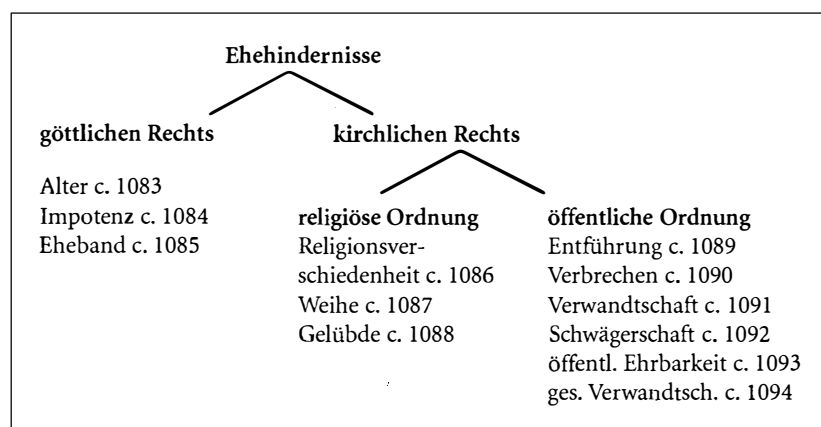 Ehehindernisse
göttlichen Rechts
Alter c. 1083
Impotenz c. 1084
Eheband c. 1085
kirchlichen Rechts
religiöse Ordnung
Religionsver-
schiedenheit c. 1086
Weihe c. 1087
Gelübde c. 1088
öffentliche Ordnung
Entführung c. 1089
Verbrechen c. 1090
Verwandtschaft c. 1091
Schwägerschaft c. 1092
öffentl. Ehrbarkeit c. 1093
ges. Verwandtsch. c. 1094